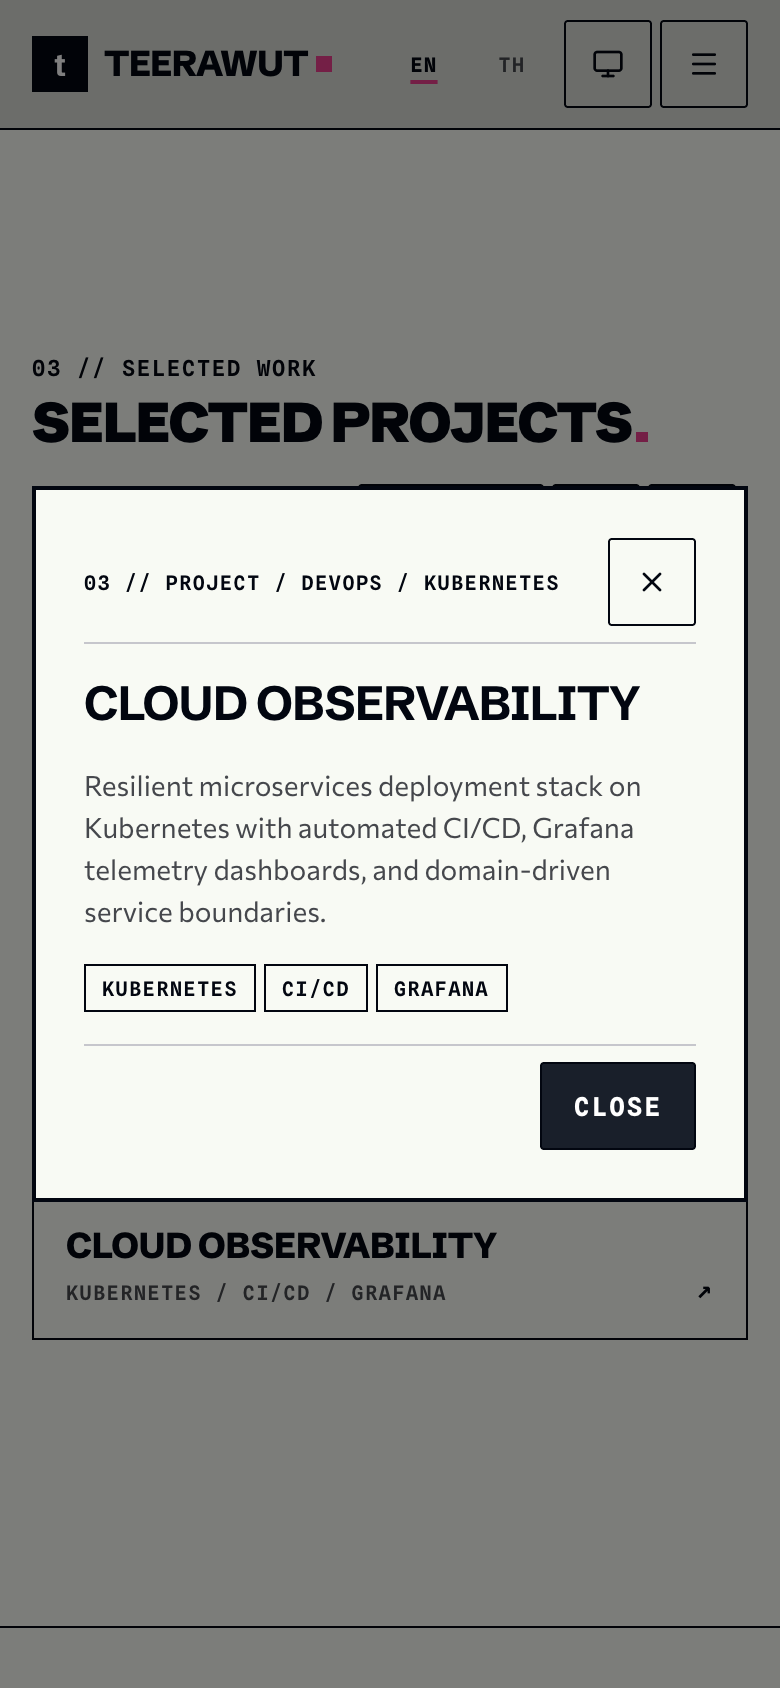 t TEERAWUT EN TH
03 // SELECTED WORK
SELECTED PROJECTS.
03 // PROJECT / DEVOPS / KUBERNETES
CLOUD OBSERVABILITY
Resilient microservices deployment stack on
Kubernetes with automated CI/CD, Grafana
telemetry dashboards, and domain-driven
service boundaries.
KUBERNETES CI/CD GRAFANA
CLOSE
CLOUD OBSERVABILITY
KUBERNETES / CI/CD / GRAFANA ↗